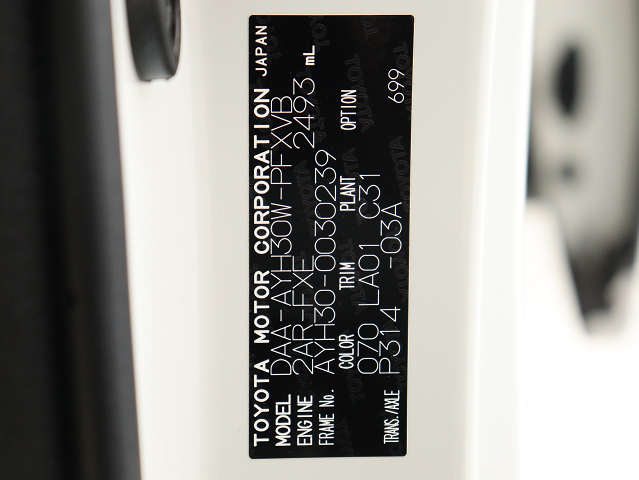 TOYOTA MOTOR CORPORATION JAPAN
MODEL DAA-AYH30W-PFXVB
ENGINE 2AR-FXE 2493 mL
FRAME No. AYH30-0030239
COLOR TRIM PLANT OPTION
070 LA01 C31
TRANS./AXLE P314 -03A 699